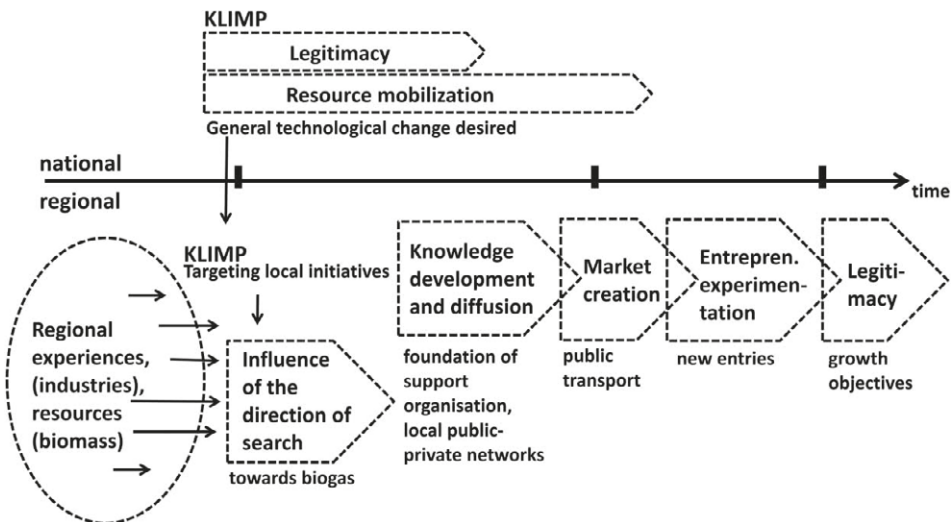 KLIMP
Legitimacy
Resource mobilization
General technological change desired
national
regional
time
KLIMP
Targeting local initiatives
Regional
experiences,
(industries),
resources
(biomass)
Influence
of the
direction of
search
towards biogas
Knowledge
development
and diffusion
foundation of
support
organisation,
local public-
private networks
Market
creation
public
transport
Entrepren.
experimen-
tation
new entries
Legiti-
macy
growth
objectives